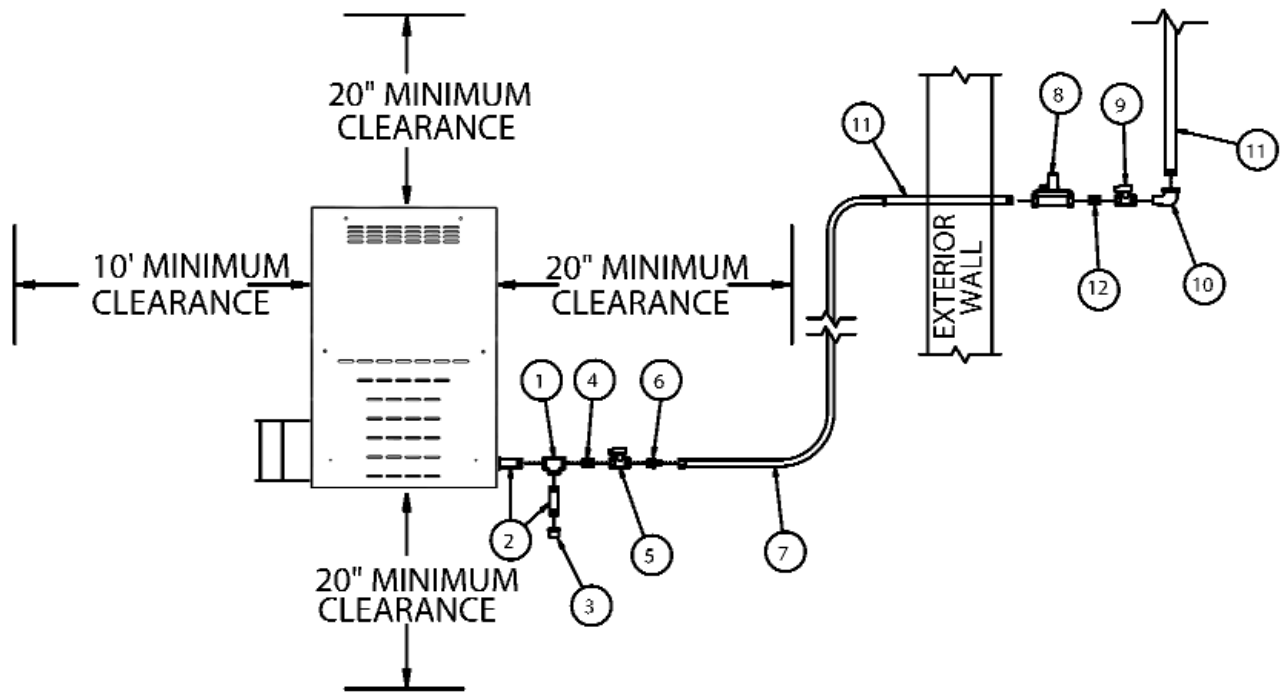 20" MINIMUM
CLEARANCE
8
9
11
11
10' MINIMUM
CLEARANCE
20" MINIMUM
CLEARANCE
EXTERIOR
WALL
12
10
1
4
6
2
5
7
3
20" MINIMUM
CLEARANCE